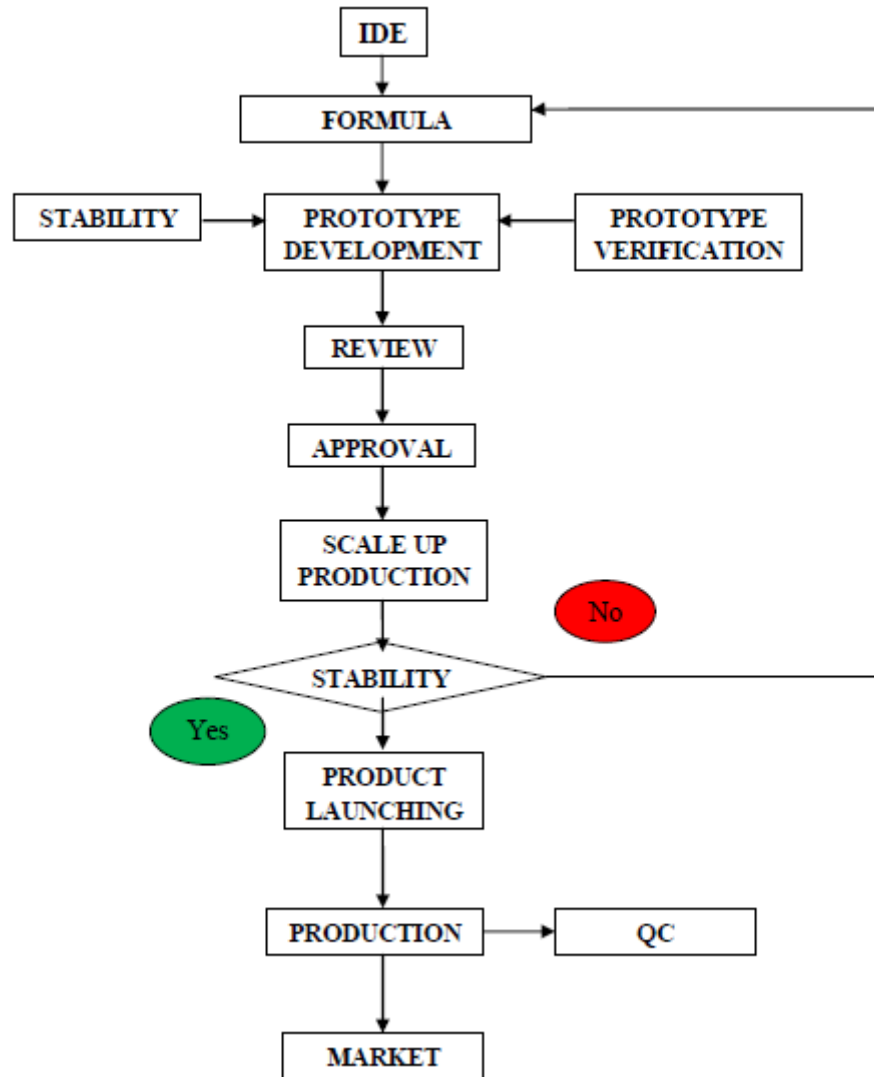 IDE
FORMULA
STABILITY
PROTOTYPE
DEVELOPMENT
PROTOTYPE
VERIFICATION
REVIEW
APPROVAL
SCALE UP
PRODUCTION
No
STABILITY
Yes
PRODUCT
LAUNCHING
PRODUCTION
QC
MARKET